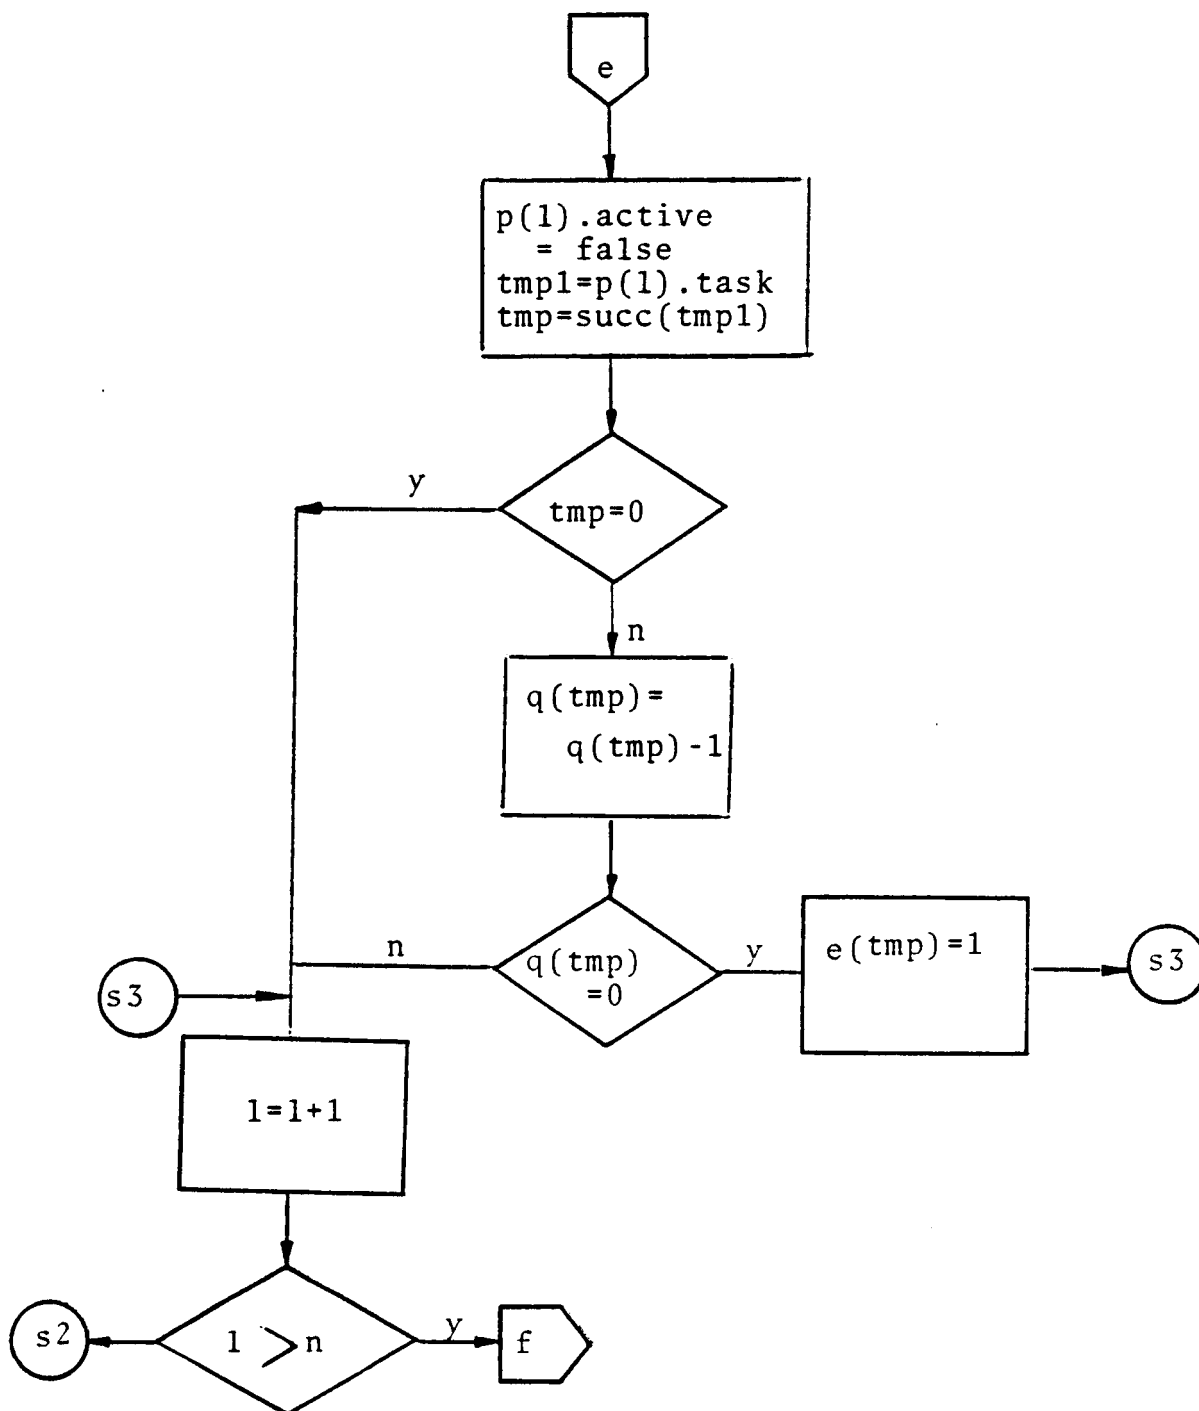 e
p(l).active
= false
tmp1=p(l).task
tmp=succ(tmp1)
y
tmp=0
n
q(tmp)=
q(tmp)-1
n
q(tmp)
=0
y
e(tmp)=1
s3
s3
l=l+1
s2
l > n
y
f